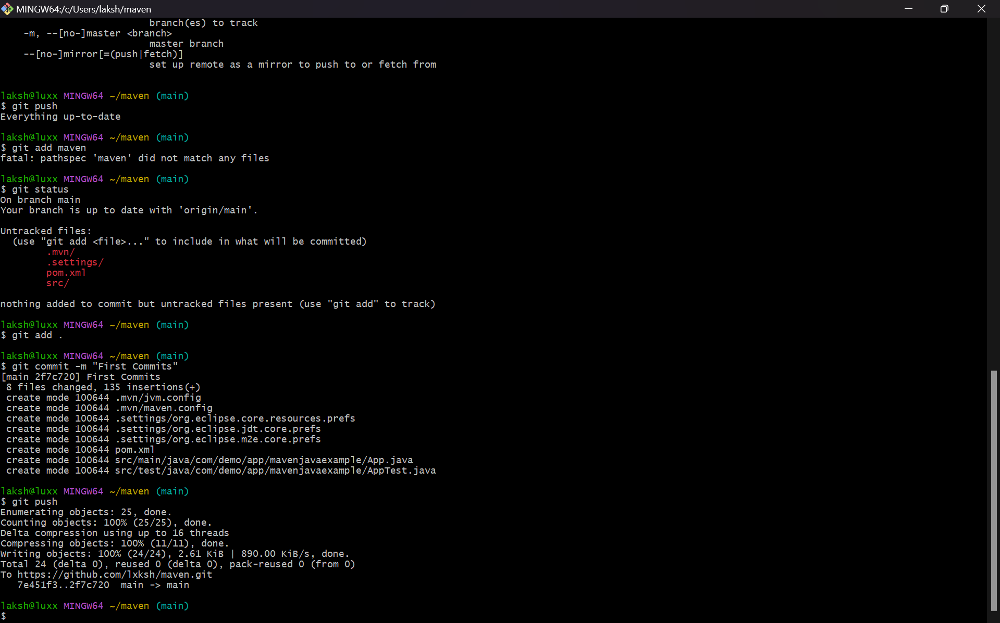 MINGW64:/c/Users/laksh/maven
                          branch(es) to track
    -m, --[no-]master <branch>
                          master branch
    --[no-]mirror[=(push|fetch)]
                          set up remote as a mirror to push to or fetch from
laksh@luxx MINGW64 ~/maven (main)
$ git push
Everything up-to-date
laksh@luxx MINGW64 ~/maven (main)
$ git add maven
fatal: pathspec 'maven' did not match any files
laksh@luxx MINGW64 ~/maven (main)
$ git status
On branch main
Your branch is up to date with 'origin/main'.
Untracked files:
  (use "git add <file>..." to include in what will be committed)
        .mvn/
        .settings/
        pom.xml
        src/
nothing added to commit but untracked files present (use "git add" to track)
laksh@luxx MINGW64 ~/maven (main)
$ git add .
laksh@luxx MINGW64 ~/maven (main)
$ git commit -m "First Commits"
[main 2f7c720] First Commits
 8 files changed, 135 insertions(+)
 create mode 100644 .mvn/jvm.config
 create mode 100644 .mvn/maven.config
 create mode 100644 .settings/org.eclipse.core.resources.prefs
 create mode 100644 .settings/org.eclipse.jdt.core.prefs
 create mode 100644 .settings/org.eclipse.m2e.core.prefs
 create mode 100644 pom.xml
 create mode 100644 src/main/java/com/demo/app/mavenjavaexample/App.java
 create mode 100644 src/test/java/com/demo/app/mavenjavaexample/AppTest.java
laksh@luxx MINGW64 ~/maven (main)
$ git push
Enumerating objects: 25, done.
Counting objects: 100% (25/25), done.
Delta compression using up to 16 threads
Compressing objects: 100% (11/11), done.
Writing objects: 100% (24/24), 2.61 KiB | 890.00 KiB/s, done.
Total 24 (delta 0), reused 0 (delta 0), pack-reused 0 (from 0)
To https://github.com/lxksh/maven.git
   7e451f3..2f7c720  main -> main
laksh@luxx MINGW64 ~/maven (main)
$